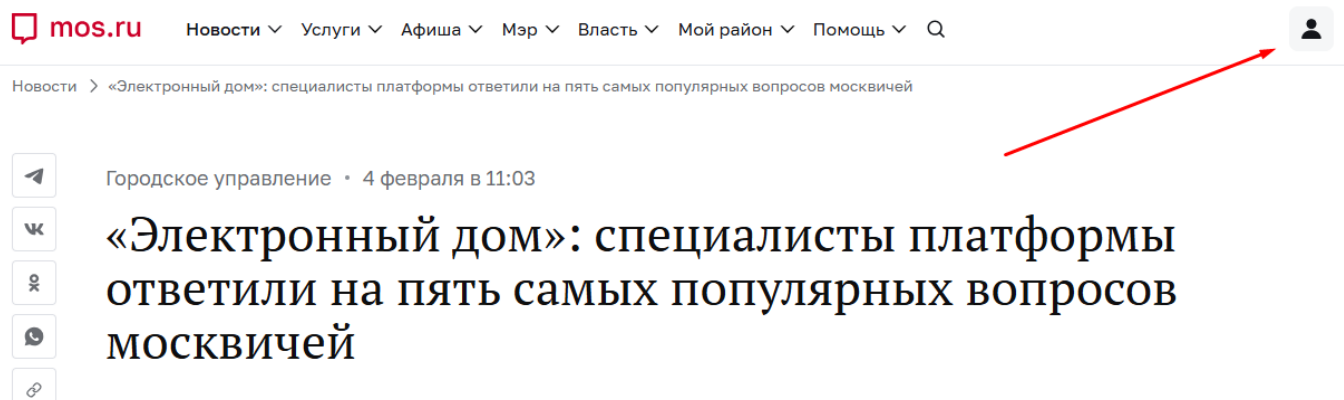 mos.ru Новости Услуги Афиша Мэр Власть Мой район Помощь
Новости > «Электронный дом»: специалисты платформы ответили на пять самых популярных вопросов москвичей
Городское управление • 4 февраля в 11:03
«Электронный дом»: специалисты платформы
ответили на пять самых популярных вопросов
москвичей